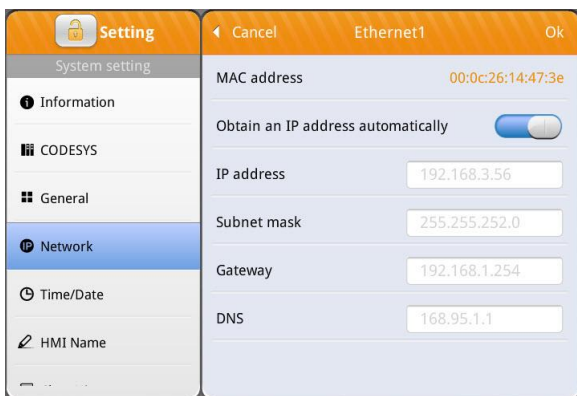 Setting
System setting
Information
CODESYS
General
Network
Time/Date
HMI Name
Cancel Ethernet1 Ok
MAC address 00:0c:26:14:47:3e
Obtain an IP address automatically
IP address 192.168.3.56
Subnet mask 255.255.252.0
Gateway 192.168.1.254
DNS 168.95.1.1